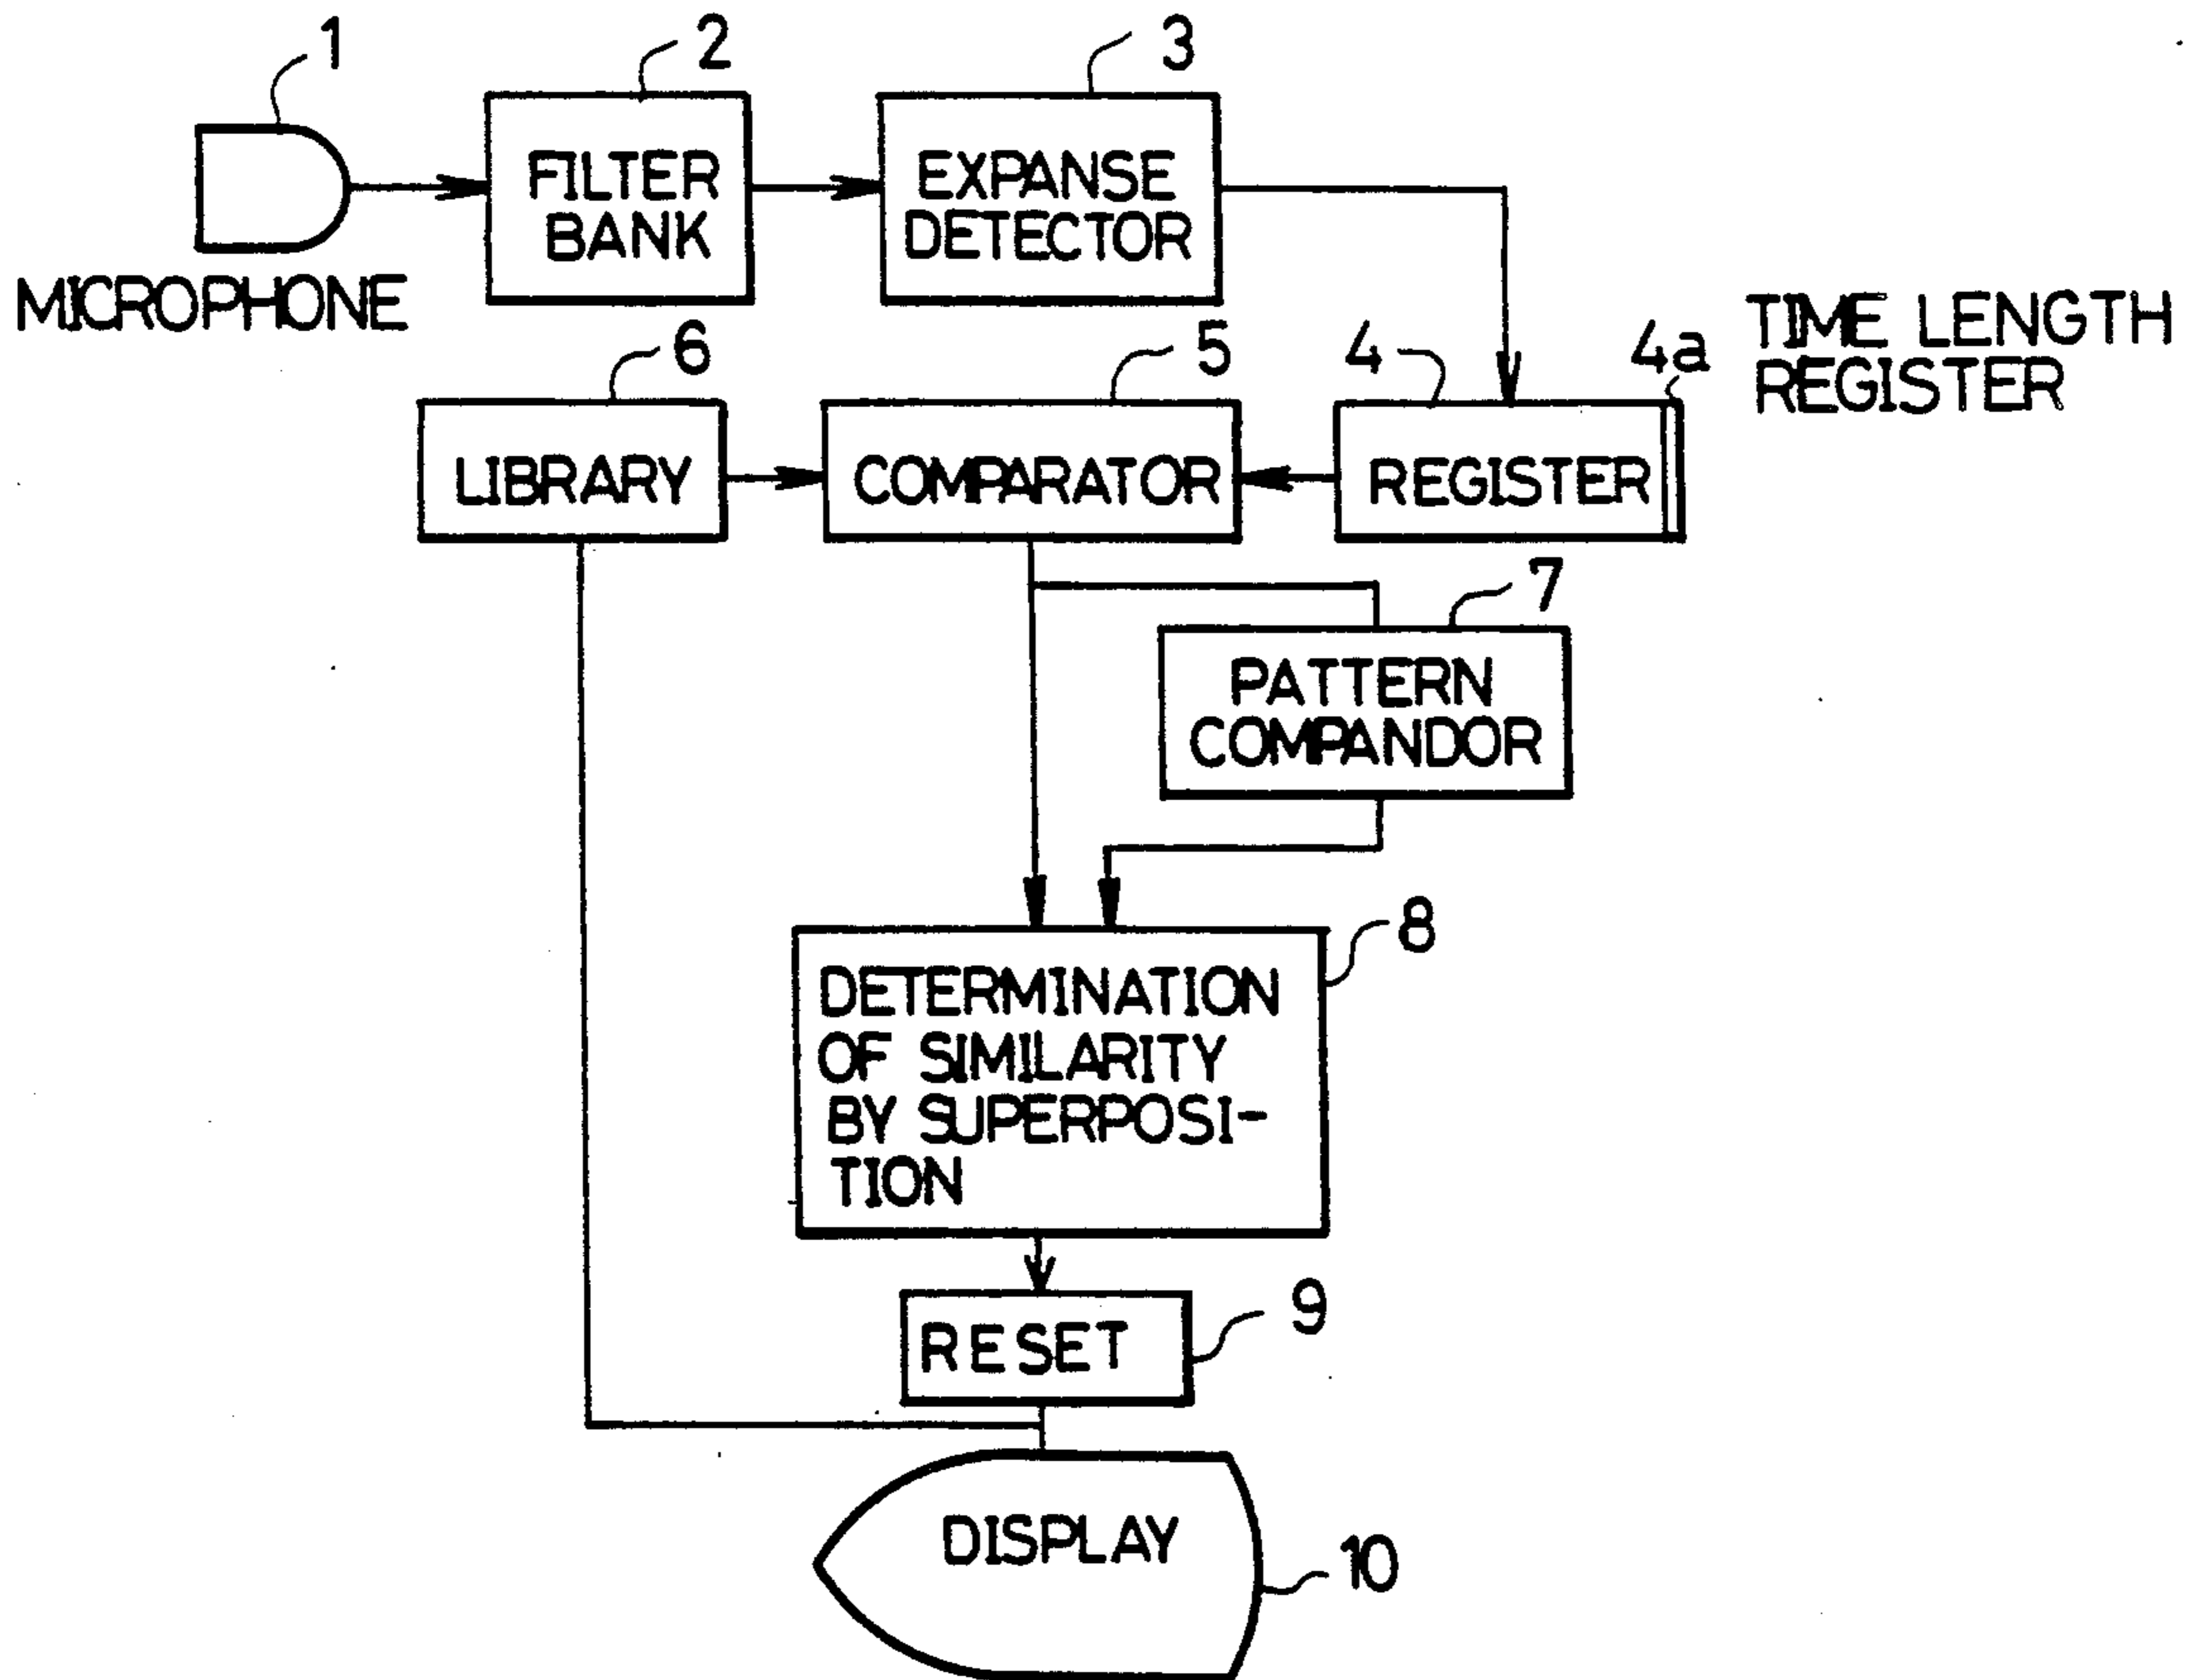 1
2
3
FILTER
BANK
EXPANSE
DETECTOR
MICROPHONE
6
5
4
4a
TIME LENGTH
REGISTER
LIBRARY
COMPARATOR
REGISTER
7
PATTERN
COMPANDOR
8
DETERMINATION
OF SIMILARITY
BY SUPERPOSI-
TION
9
RESET
DISPLAY
10